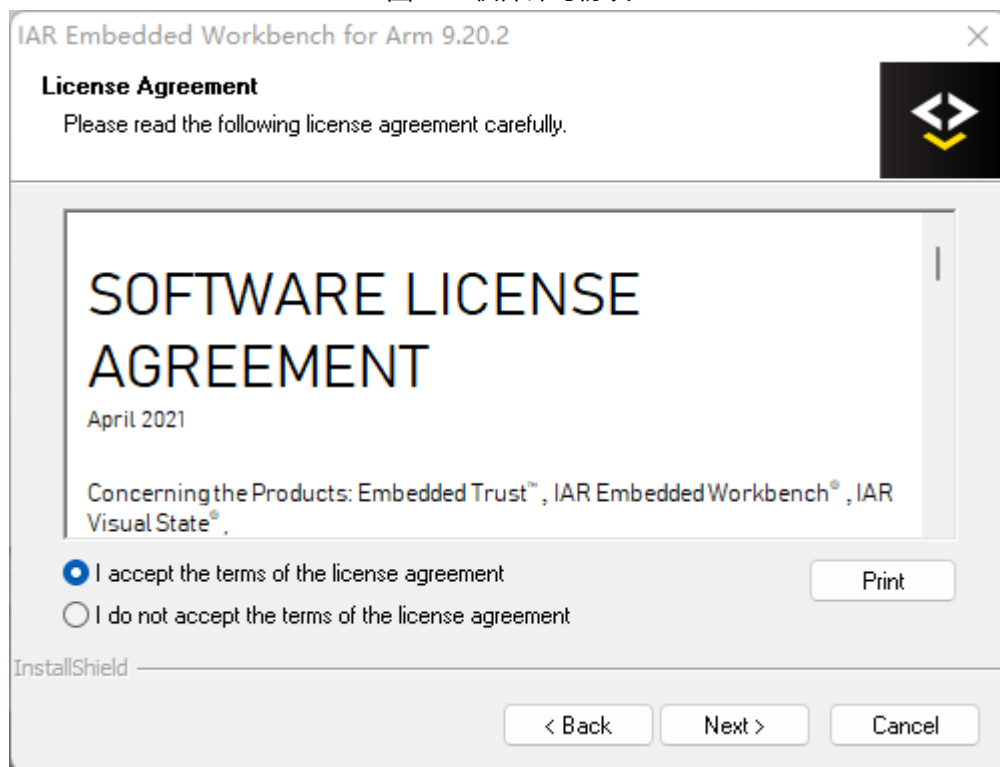 IAR Embedded Workbench for Arm 9.20.2
License Agreement
Please read the following license agreement carefully.
SOFTWARE LICENSE
AGREEMENT
April 2021
Concerning the Products: Embedded Trust™, IAR Embedded Workbench®, IAR
Visual State®,
I accept the terms of the license agreement
Print
I do not accept the terms of the license agreement
InstallShield
< Back
Next >
Cancel